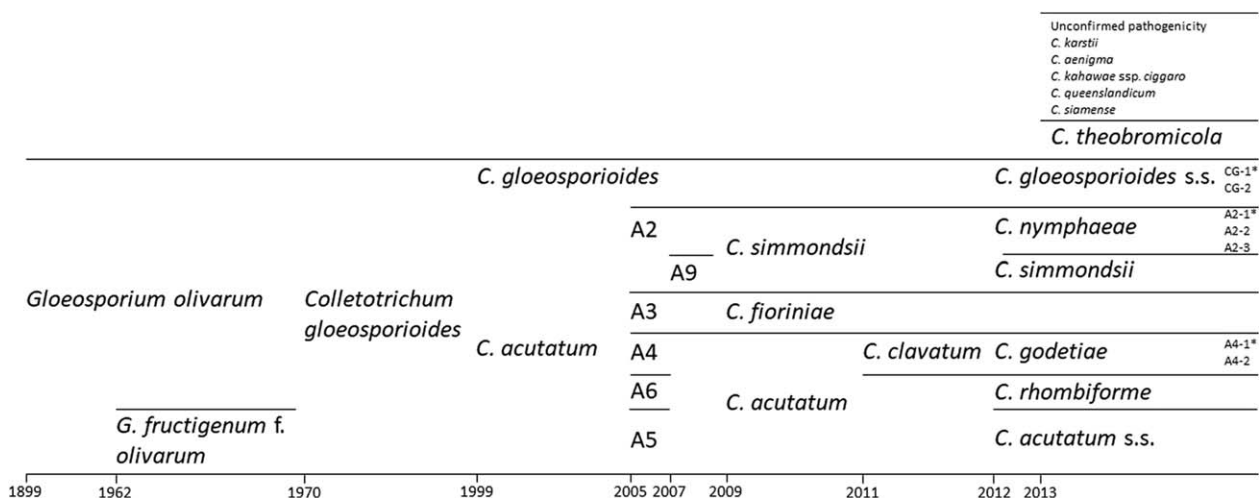 Unconfirmed pathogenicity
C. karstii
C. aenigma
C. kahawae ssp. ciggaro
C. queenslandicum
C. siamense
C. theobromicola
C. gloeosporioides
C. gloeosporioides s.s.
CG-1*
CG-2
A2
C. simmondsii
C. nymphaeae
A2-1*
A2-2
A2-3
A9
C. simmondsii
Gloeosporium olivarum
Colletotrichum
gloeosporioides
C. acutatum
A3
C. fioriniae
A4
C. clavatum
C. godetiae
A4-1*
A4-2
A6
C. acutatum
C. rhombiforme
G. fructigenum f.
olivarum
A5
C. acutatum s.s.
1899 1962 1970 1999 2005 2007 2009 2011 2012 2013